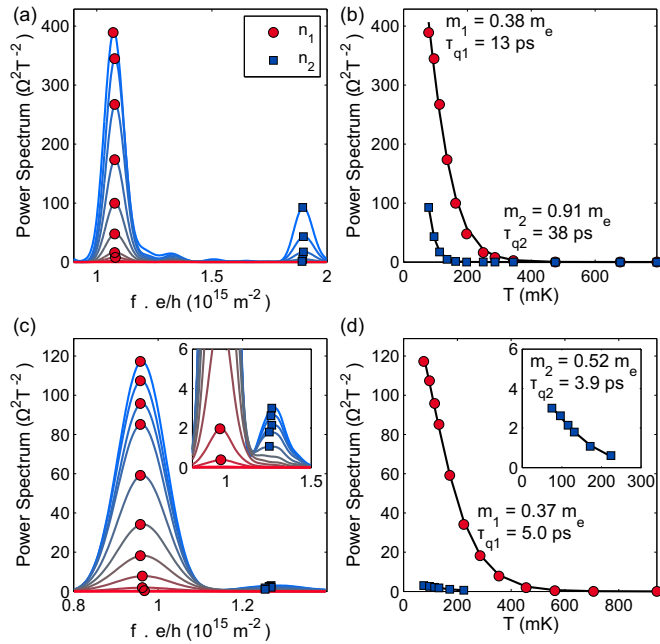 (a)
Power Spectrum (Ω²T⁻²)
400
300
200
100
0
n₁
n₂
1
1.5
2
f . e/h (10¹⁵ m⁻²)
(b)
Power Spectrum (Ω²T⁻²)
400
300
200
100
0
m₁ = 0.38 mₑ
τq1 = 13 ps
m₂ = 0.91 mₑ
τq2 = 38 ps
0
200
400
600
800
T (mK)
(c)
Power Spectrum (Ω²T⁻²)
120
100
80
60
40
20
0
6
4
2
0
1
1.5
0.8
1
1.2
f . e/h (10¹⁵ m⁻²)
(d)
Power Spectrum (Ω²T⁻²)
120
100
80
60
40
20
0
6
4
2
0
m₂ = 0.52 mₑ
τq2 = 3.9 ps
0
100
200
300
m₁ = 0.37 mₑ
τq1 = 5.0 ps
0
200
400
600
800
T (mK)